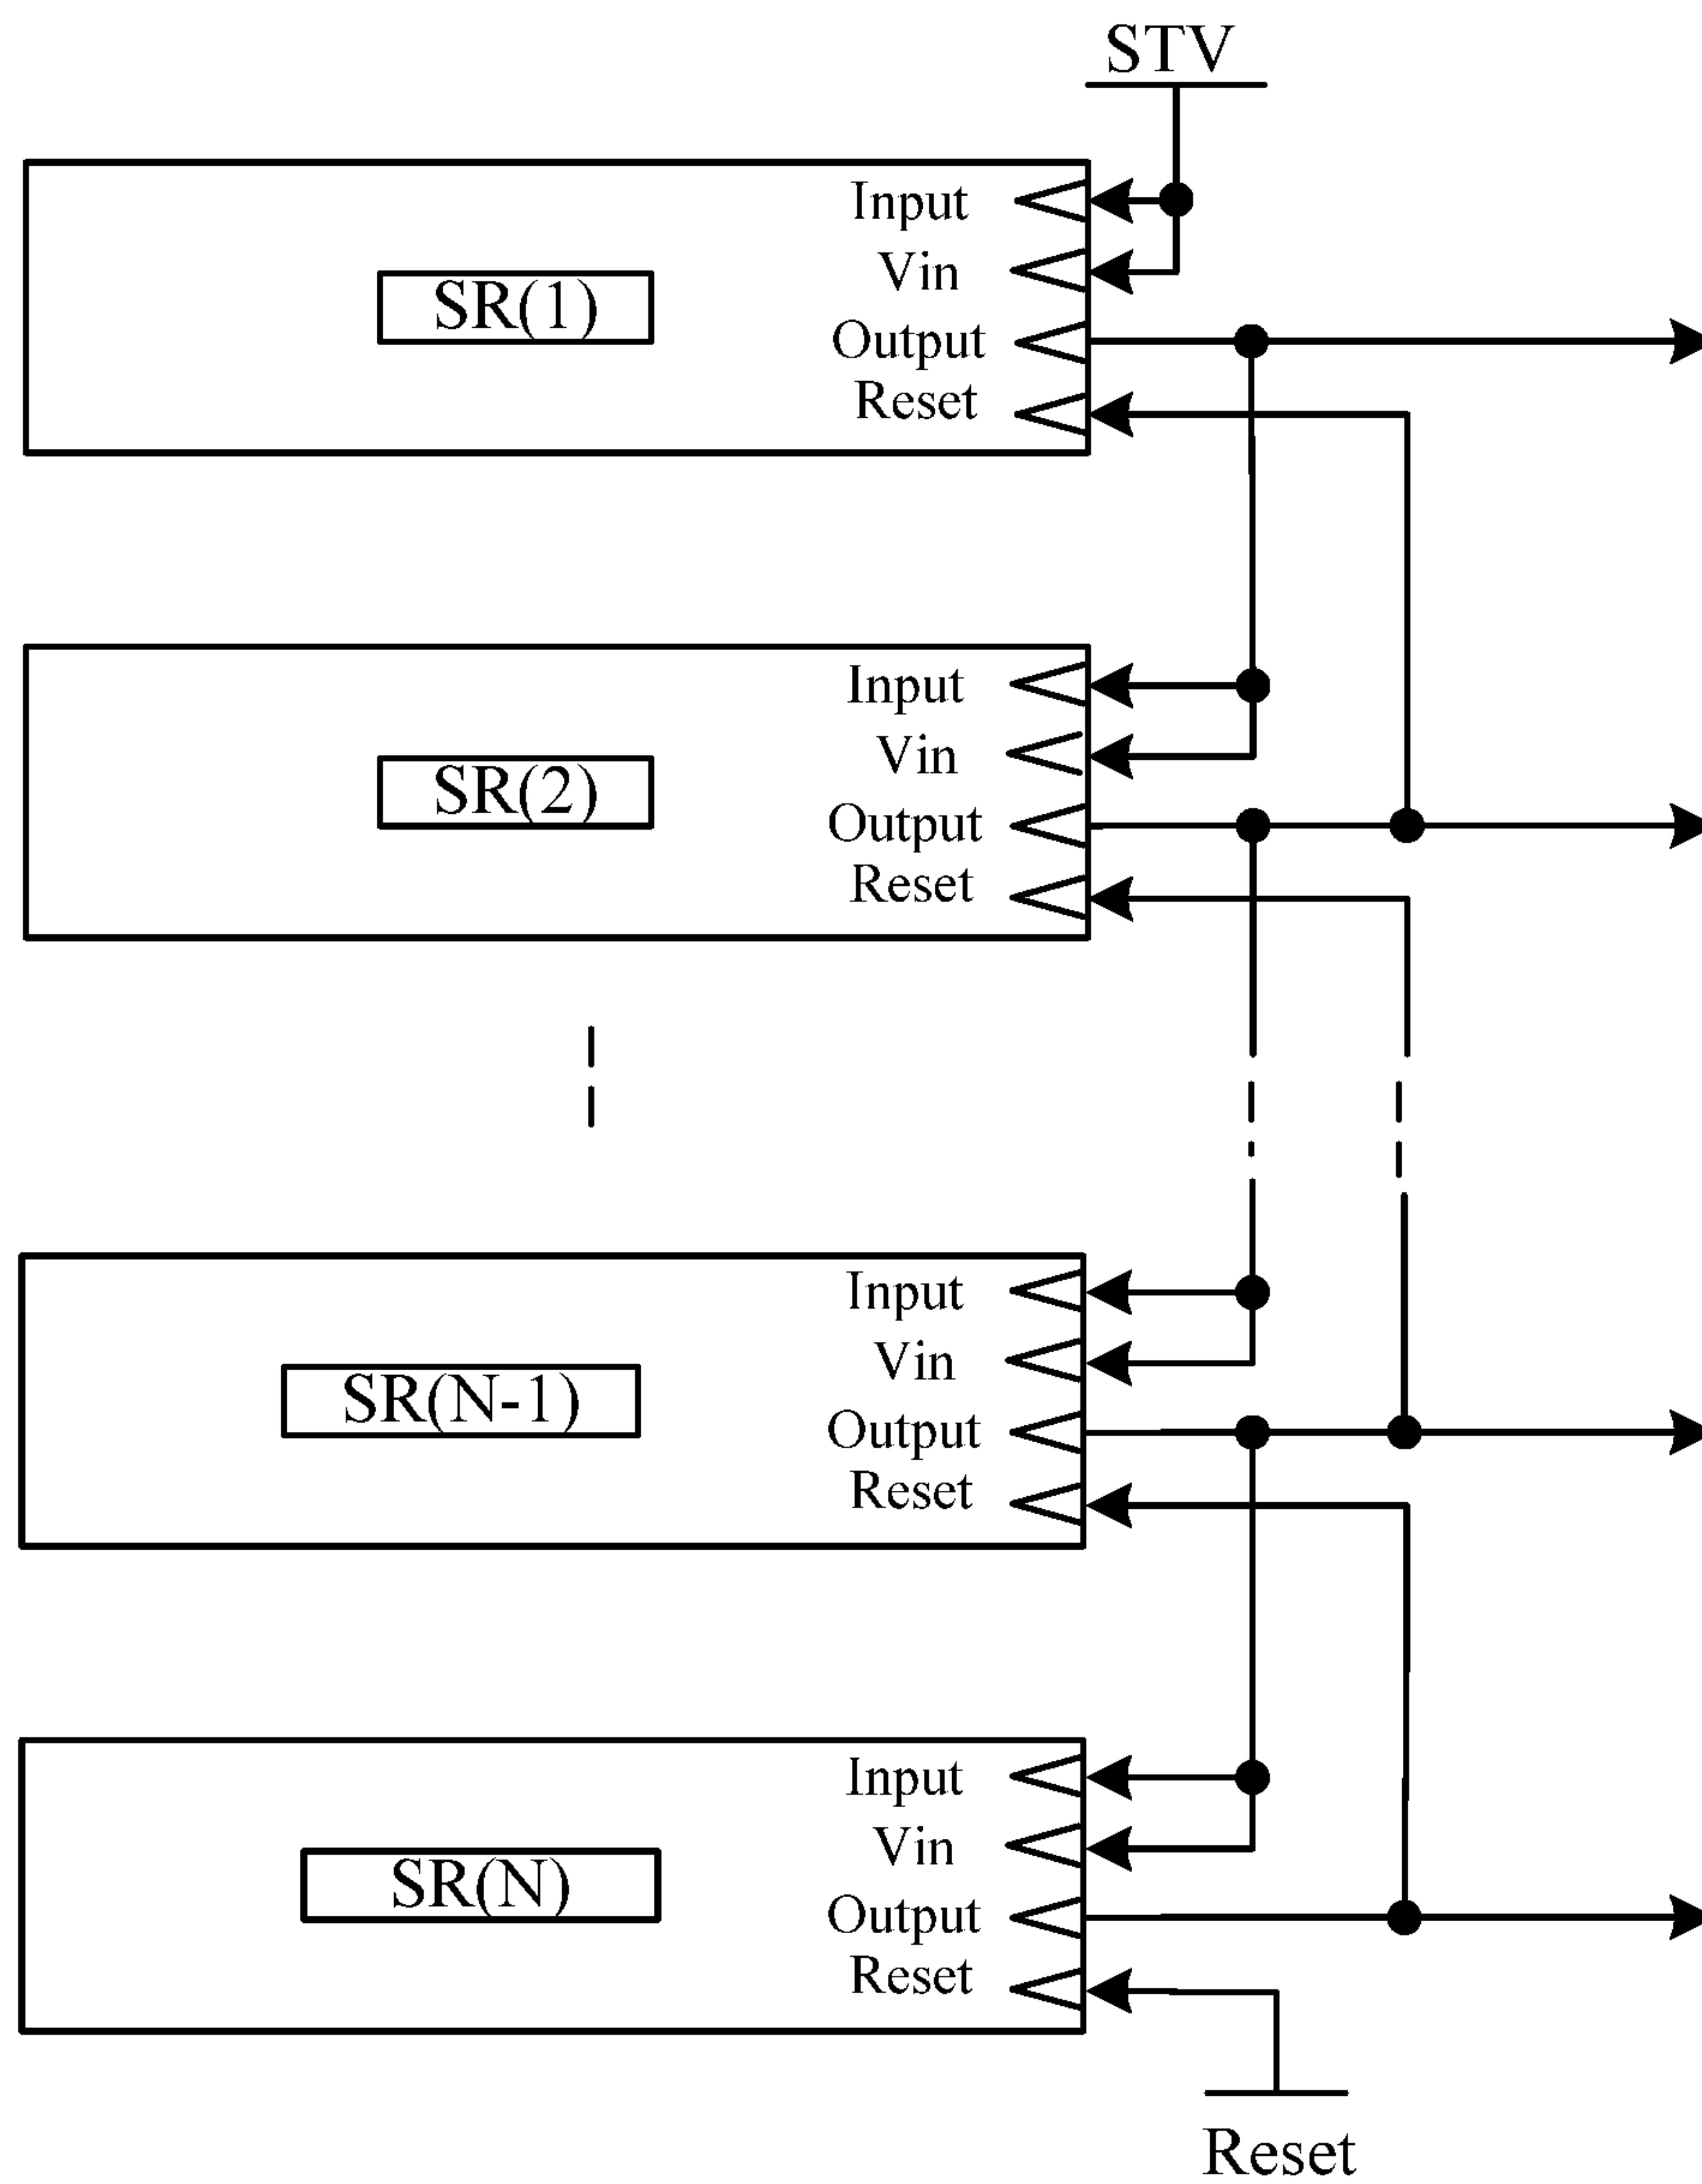 STV
Input
Vin
SR(1)
Output
Reset
Input
Vin
SR(2)
Output
Reset
Input
Vin
SR(N-1)
Output
Reset
Input
Vin
SR(N)
Output
Reset
Reset